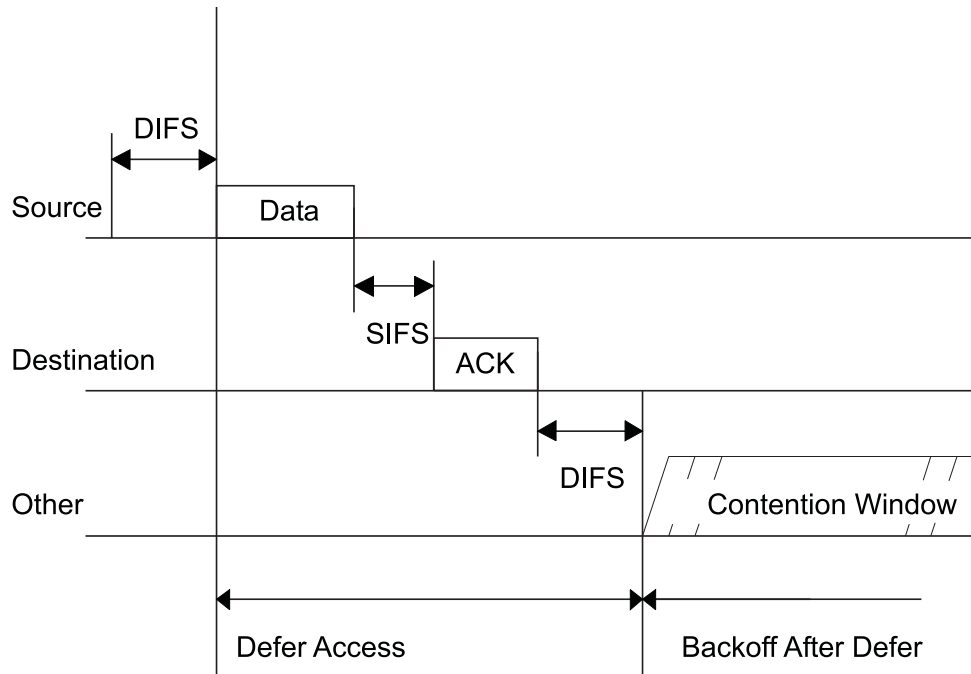 DIFS
Source
Data
SIFS
Destination
ACK
DIFS
Other
Contention Window
Defer Access
Backoff After Defer